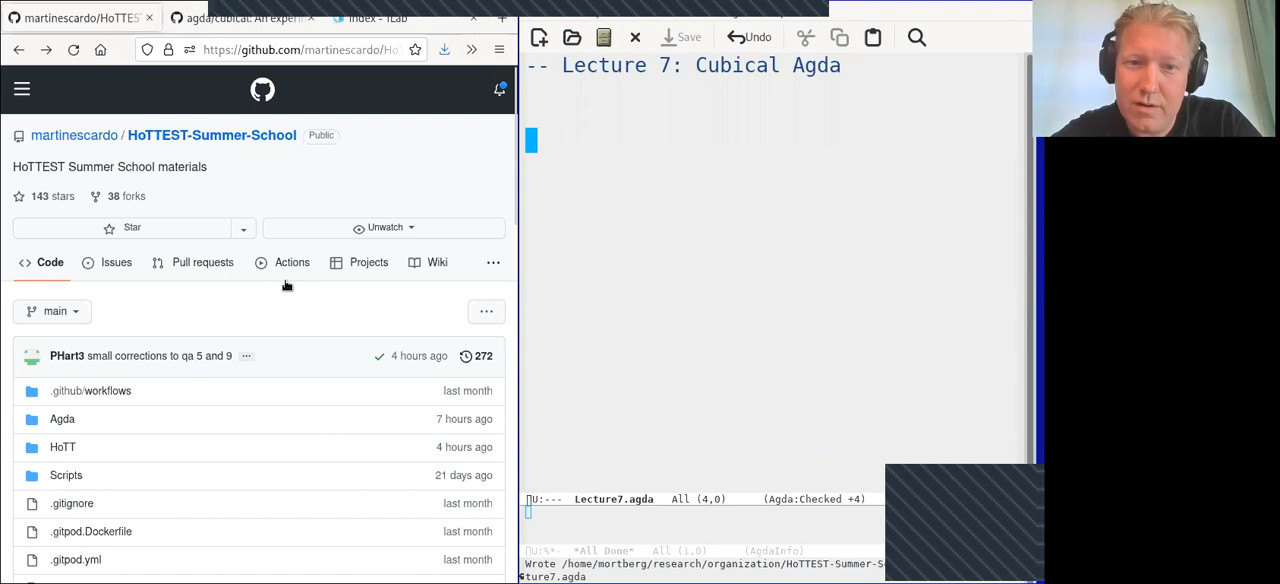 martinescardo/HoTTES
agda/cubical: An experi
Index - 1Lab
https://github.com/martinescardo/Ho
martinescardo / HoTTEST-Summer-School
Public
HoTTEST Summer School materials
143 stars
38 forks
Star
Unwatch
Code
Issues
Pull requests
Actions
Projects
Wiki
main
PHart3 small corrections to qa 5 and 9
4 hours ago
272
.github/workflows
last month
Agda
7 hours ago
HoTT
4 hours ago
Scripts
21 days ago
.gitignore
last month
.gitpod.Dockerfile
last month
.gitpod.yml
last month
Save
Undo
-- Lecture 7: Cubical Agda
U:--- Lecture7.agda All (4,0) (Agda:Checked +4)
U:%*- *All Done* All (1,0) (AgdaInfo)
Wrote /home/mortberg/research/organization/HoTTEST-Summer-S
ture7.agda